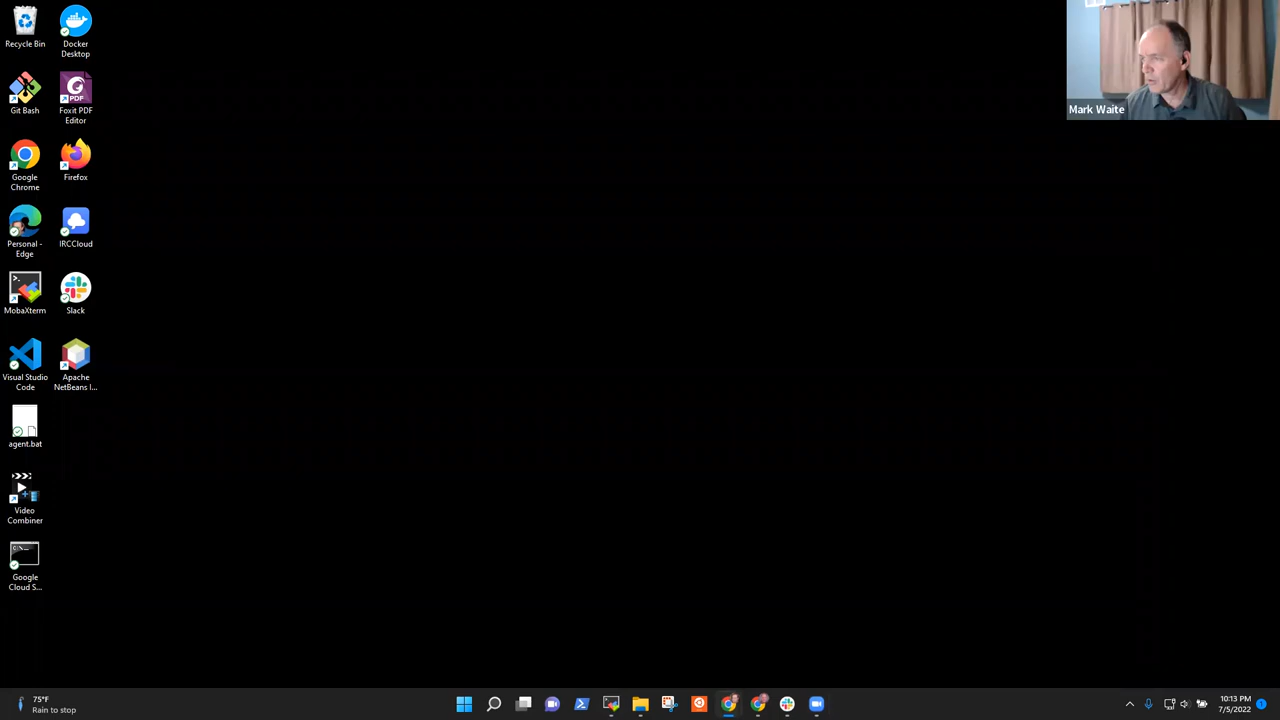 Recycle Bin
Docker
Desktop
Git Bash
PDF
Foxit PDF
Editor
Google
Chrome
Firefox
Personal -
Edge
IRCCloud
MobaXterm
Slack
Visual Studio
Code
Apache
NetBeans I...
agent.bat
Video
Combiner
Google
Cloud S...
Mark Waite
75°F
Rain to stop
10:13 PM
7/5/2022